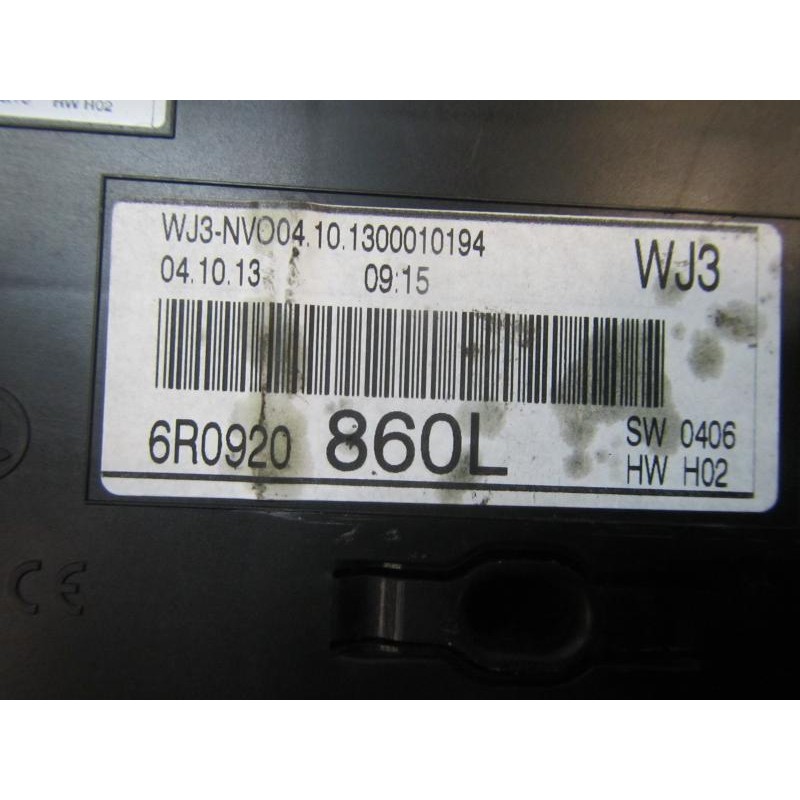 HW H02
WJ3-NVO04.10.1300010194
04.10.13 09:15
WJ3
6R0920 860L
SW 0406
HW H02
CE